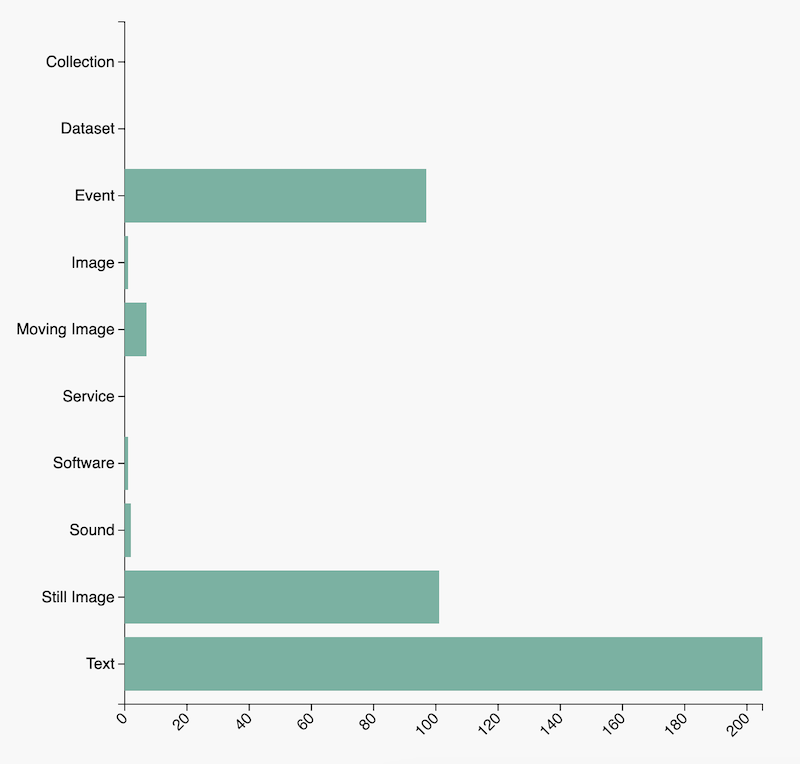 Collection
Dataset
Event
Image
Moving Image
Service
Software
Sound
Still Image
Text
0 20 40 60 80 100 120 140 160 180 200